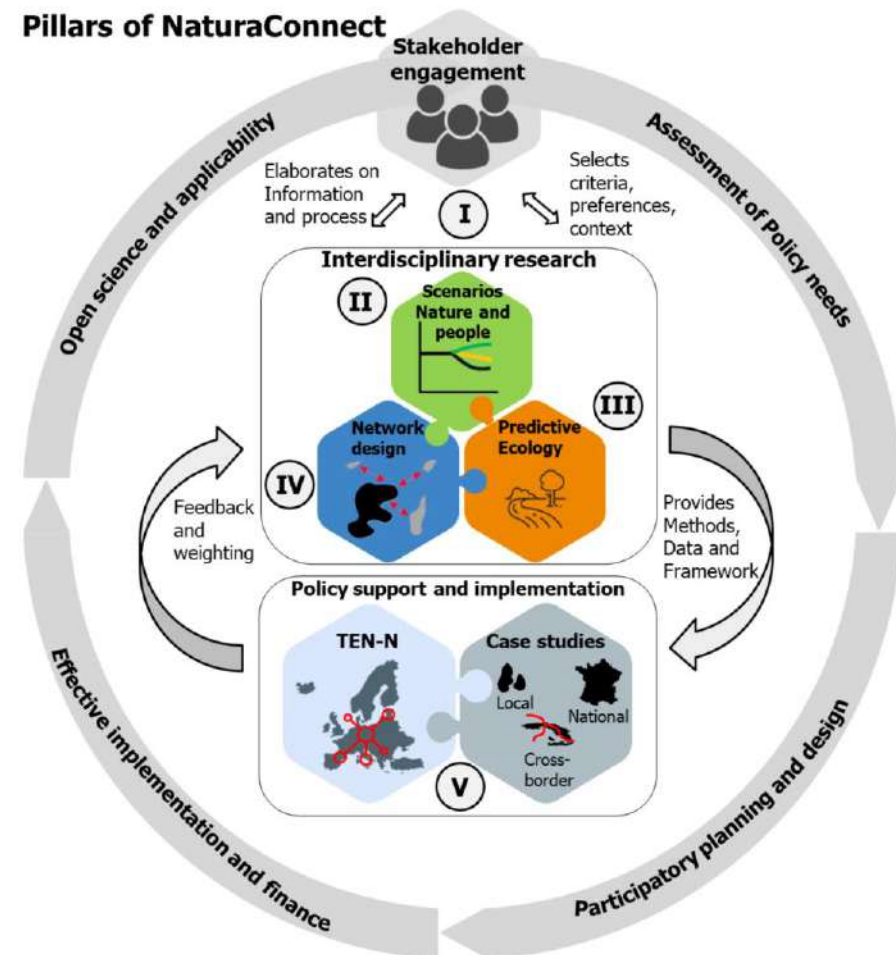 Pillars of NaturaConnect
Stakeholder
engagement
Open science and applicability
Assessment of Policy needs
Elaborates on
Information
and process
Selects
criteria,
preferences,
context
I
Interdisciplinary research
II
Scenarios
Nature and
people
III
Network
design
Predictive
Ecology
IV
Feedback
and
weighting
Provides
Methods,
Data and
Framework
Policy support and implementation
TEN-N
Case studies
Local
National
Cross-
border
V
Effective implementation and finance
Participatory planning and design